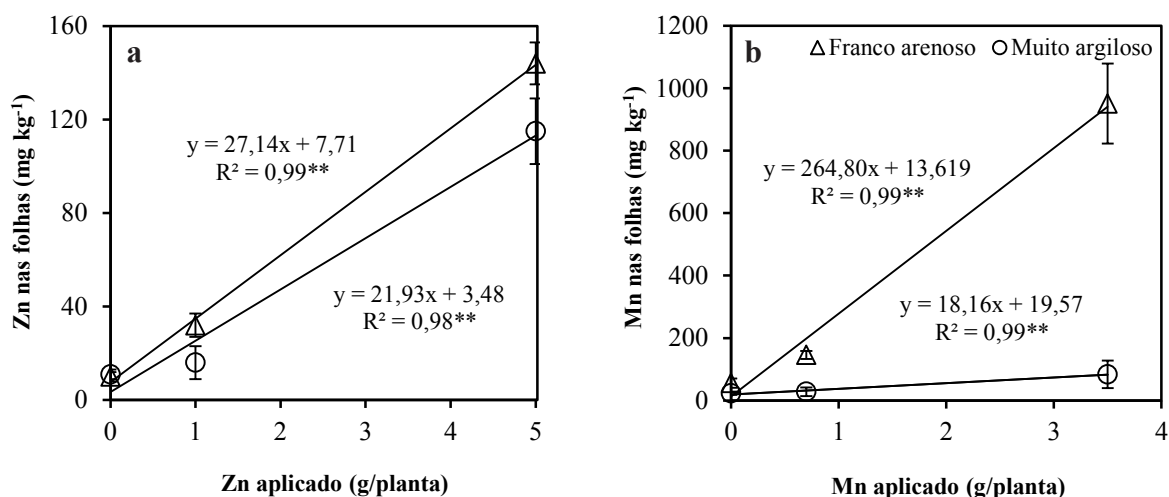 a
Zn nas folhas (mg kg-1)
160
120
80
40
0
y = 27,14x + 7,71
R² = 0,99**
y = 21,93x + 3,48
R² = 0,98**
0 1 2 3 4 5
Zn aplicado (g/planta)
b
Franco arenoso Muito argiloso
Mn nas folhas (mg kg-1)
1200
1000
800
600
400
200
0
y = 264,80x + 13,619
R² = 0,99**
y = 18,16x + 19,57
R² = 0,99**
0 1 2 3 4
Mn aplicado (g/planta)